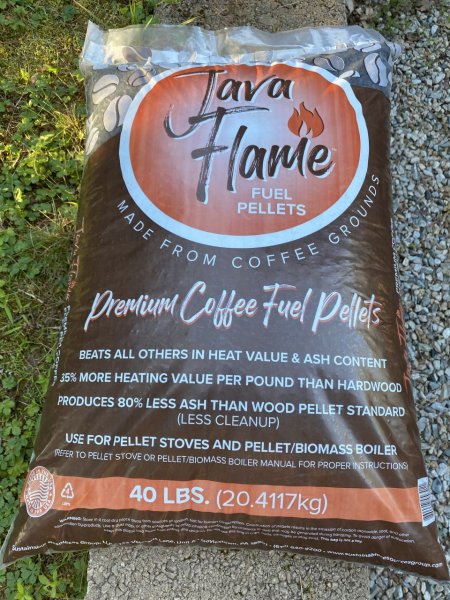 Java
Flame
FUEL
PELLETS
MADE FROM COFFEE GROUNDS
Premium Coffee Fuel Pellets
BEATS ALL OTHERS IN HEAT VALUE & ASH CONTENT
35% MORE HEATING VALUE PER POUND THAN HARDWOOD
PRODUCES 80% LESS ASH THAN WOOD PELLET STANDARD
(LESS CLEANUP)
USE FOR PELLET STOVES AND PELLET/BIOMASS BOILER
(REFER TO PELLET STOVE OR PELLET/BIOMASS BOILER MANUAL FOR PROPER INSTRUCTIONS)
40 LBS. (20.4117kg)
WARNING: